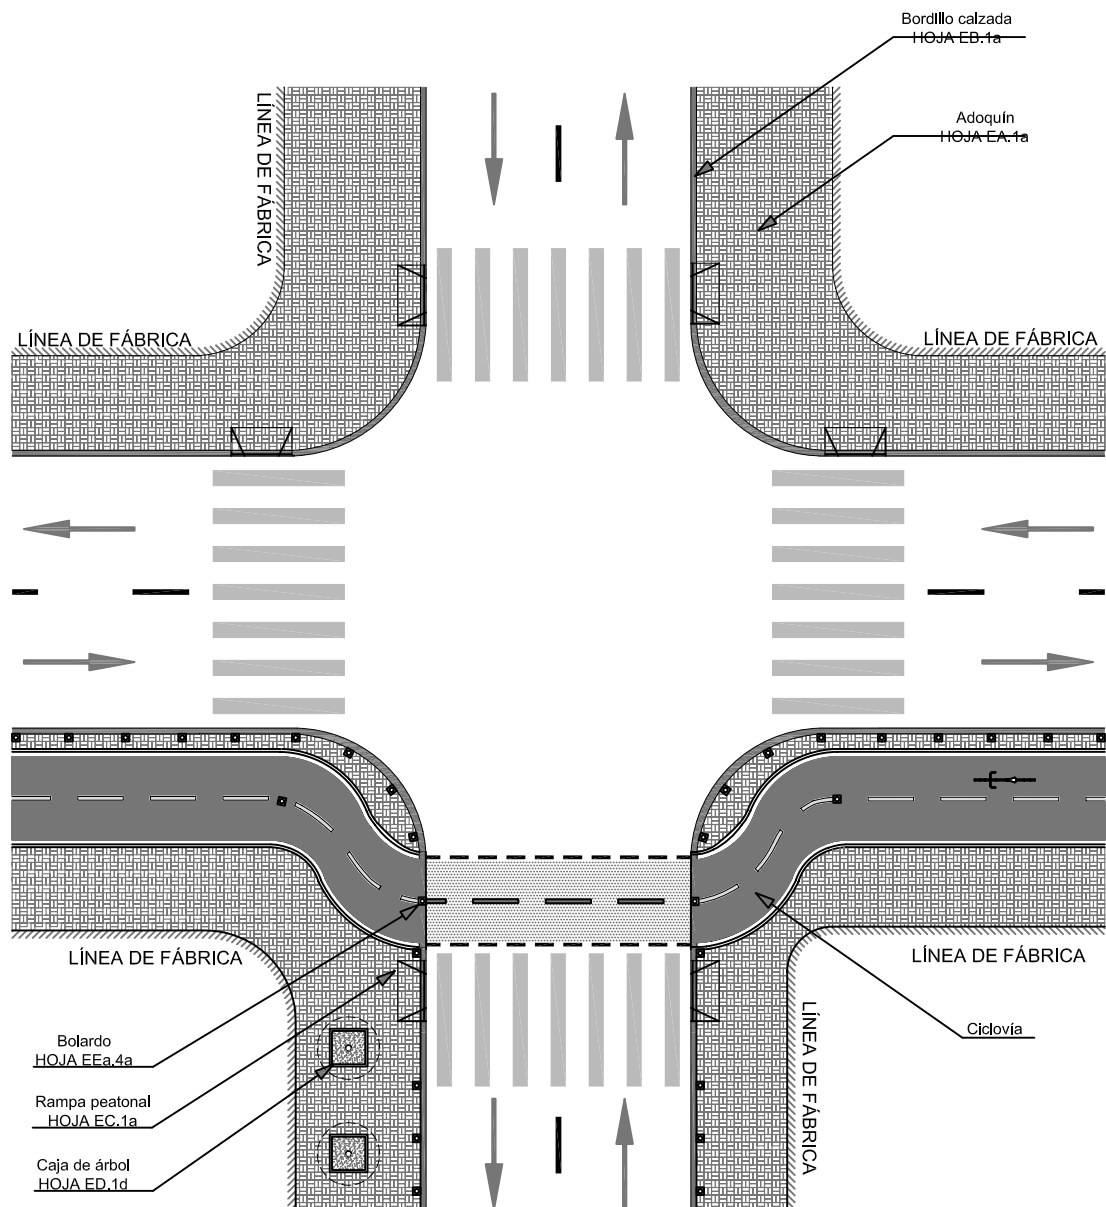 Bordillo calzada
HOJA EB.1a
Adoquín
HOJA EA.1a
LÍNEA DE FÁBRICA
LÍNEA DE FÁBRICA
LÍNEA DE FÁBRICA
LÍNEA DE FÁBRICA
LÍNEA DE FÁBRICA
LÍNEA DE FÁBRICA
Ciclovía
Bolardo
HOJA EEa.4a
Rampa peatonal
HOJA EC.1a
Caja de árbol
HOJA ED.1d